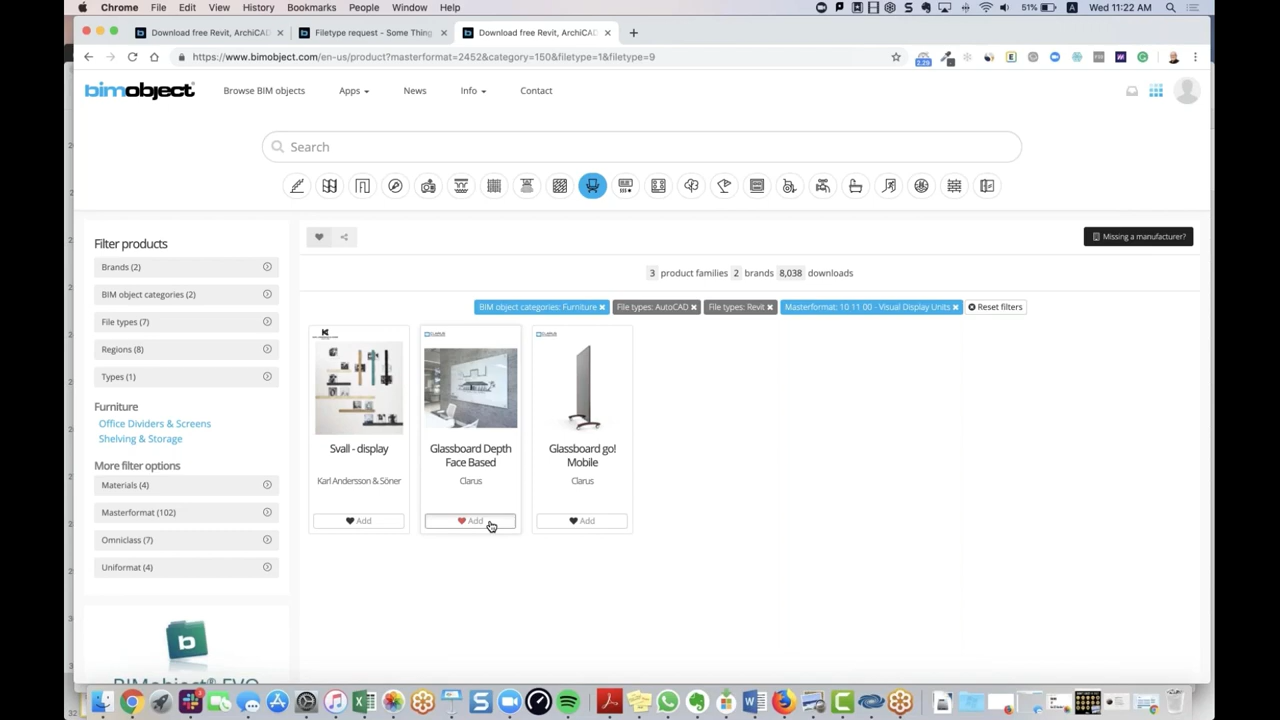 Chrome File Edit View History Bookmarks People Window Help 51% Wed 11:22 AM
Download free Revit, ArchiCAD Filetype request - Some Thing Download free Revit, ArchiCAD
https://www.bimobject.com/en-us/product?masterformat=2452&category=150&filetype=1&filetype=9
bimobject Browse BIM objects Apps News Info Contact
Search
Filter products
Missing a manufacturer?
Brands (2)
3 product families 2 brands 8,038 downloads
BIM object categories (2)
BIM object categories: Furniture File types: AutoCAD File types: Revit Masterformat: 10 11 00 - Visual Display Units Reset filters
File types (7)
Regions (8)
Types (1)
Furniture
Office Dividers & Screens
Shelving & Storage
More filter options
Materials (4)
Masterformat (102)
Omniclass (7)
Uniformat (4)
Svall - display
Karl Andersson & Söner
Add
Glassboard Depth
Face Based
Clarus
Add
Glassboard go!
Mobile
Clarus
Add
b
BIMobject® EVO